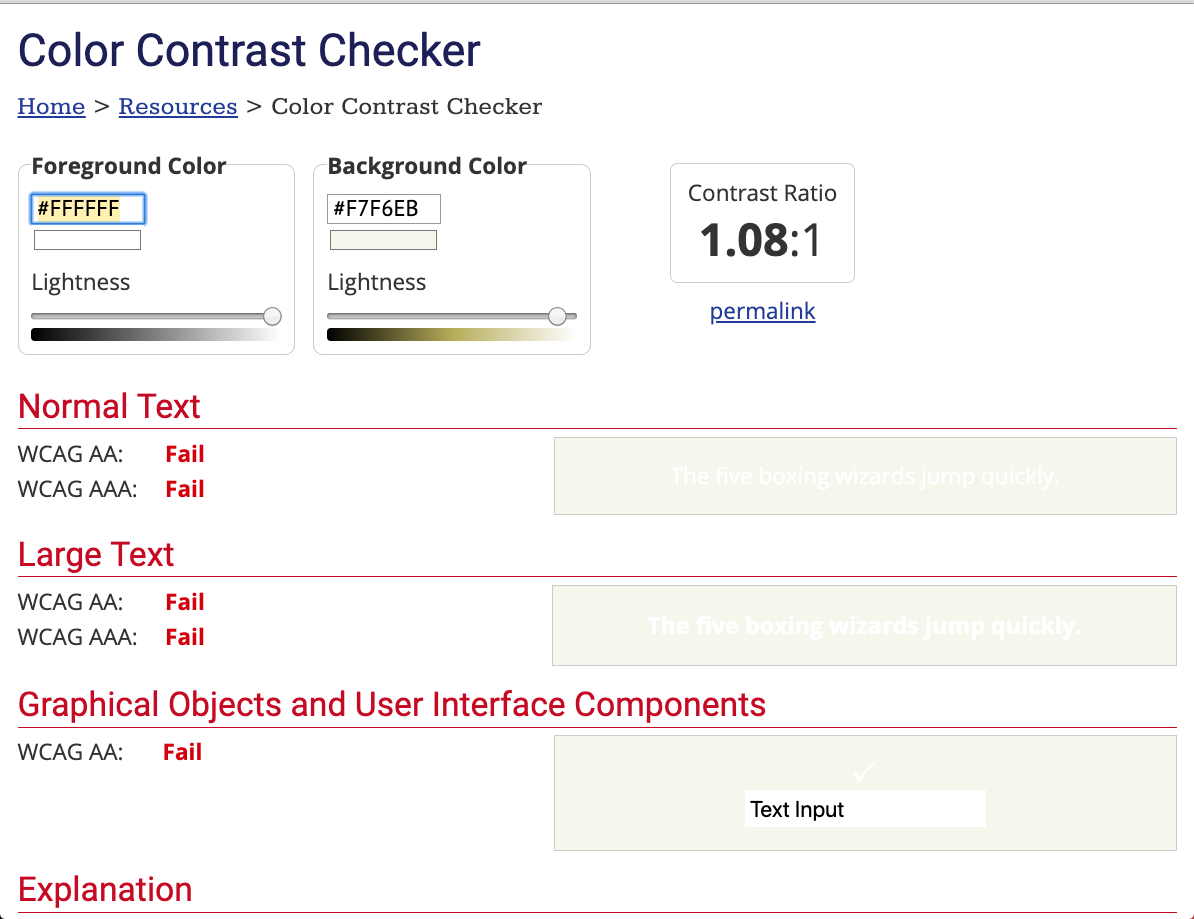 Color Contrast Checker
Home > Resources > Color Contrast Checker
Foreground Color
#FFFFFF
Lightness
Background Color
#F7F6EB
Lightness
Contrast Ratio
1.08:1
permalink
Normal Text
WCAG AA: Fail
WCAG AAA: Fail
The five boxing wizards jump quickly.
Large Text
WCAG AA: Fail
WCAG AAA: Fail
The five boxing wizards jump quickly.
Graphical Objects and User Interface Components
WCAG AA: Fail
✓
Text Input
Explanation